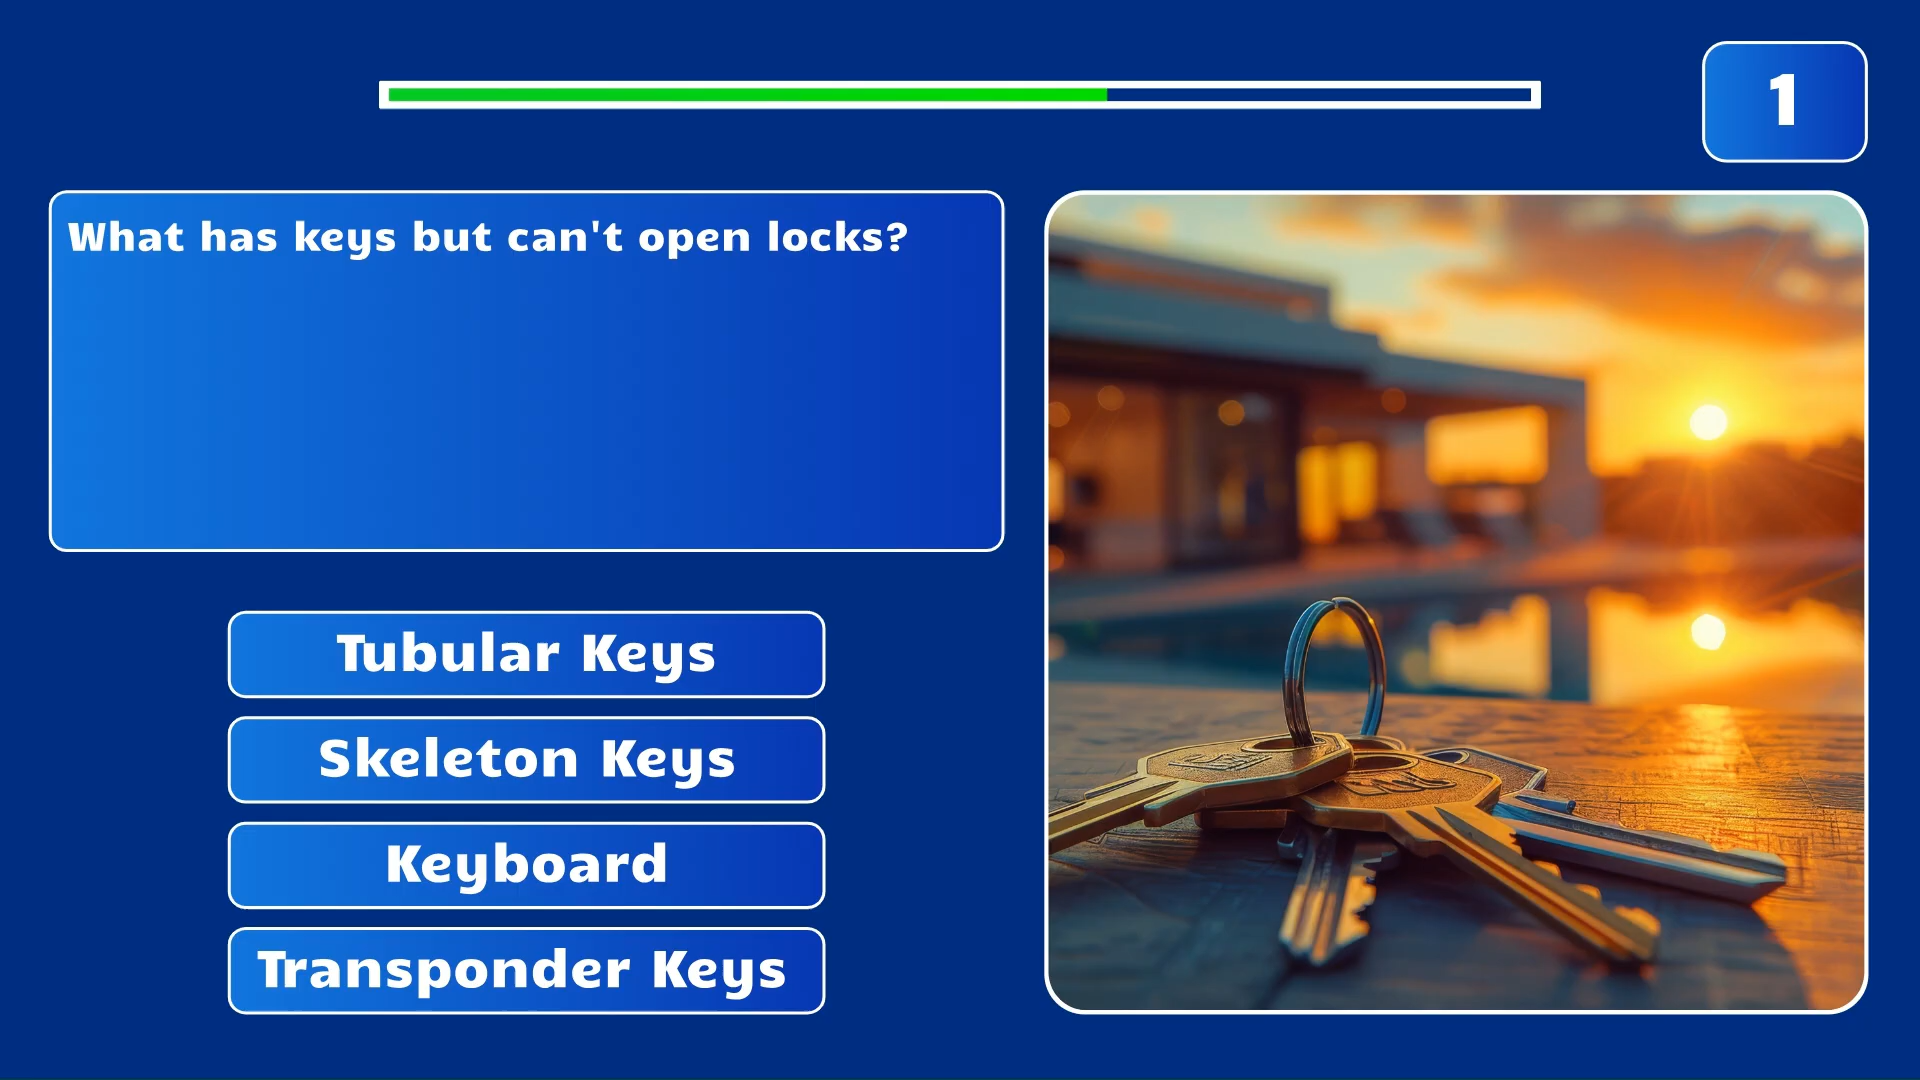 1
What has keys but can't open locks?
Tubular Keys
Skeleton Keys
Keyboard
Transponder Keys